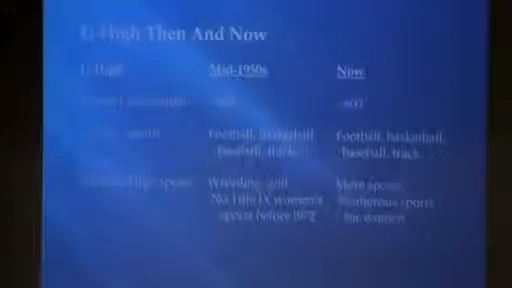 U-High Then And Now
U-High Mid-1950s Now
Football, basketball, Football, basketball,
baseball, track baseball, track
Wrestling, golf More sports
No Title IX, women's Numerous sports
sports before 1972 for women